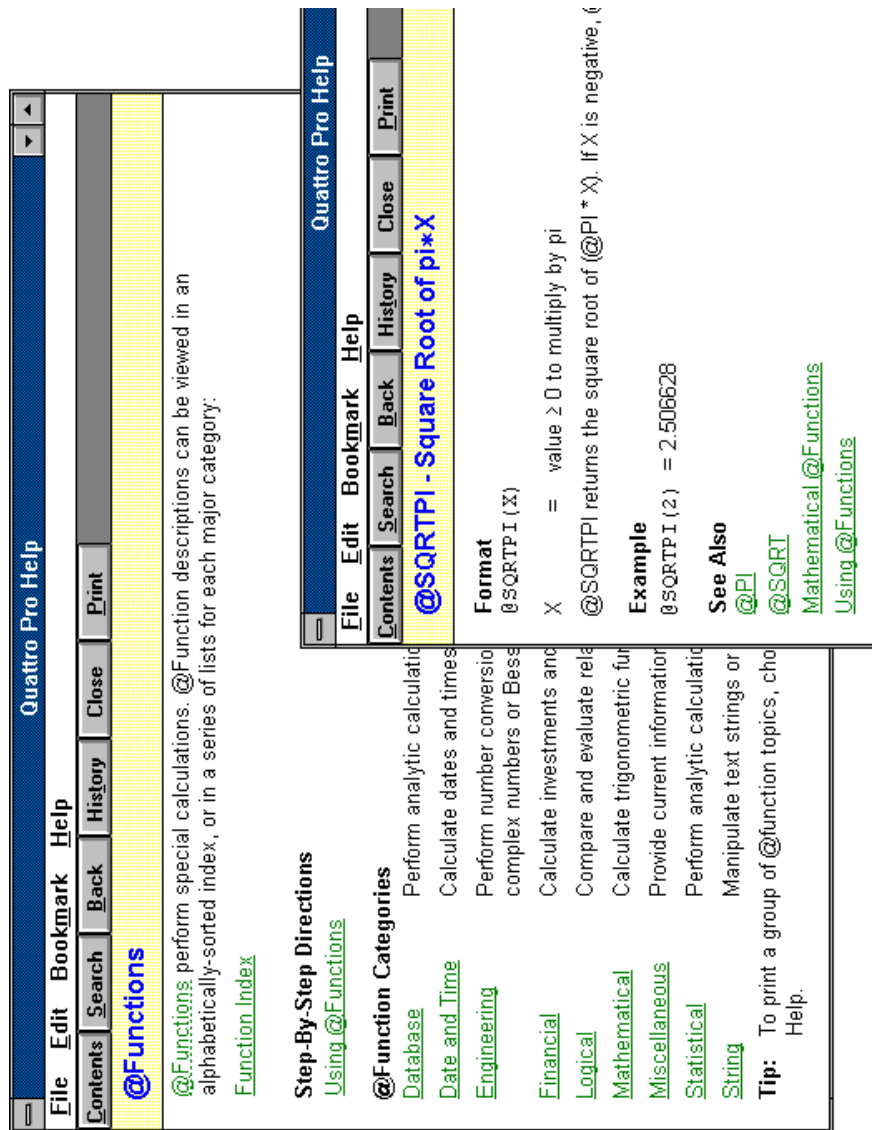 Quattro Pro Help
File Edit Bookmark Help
Contents Search Back History Close Print
@Functions
@Functions perform special calculations. @Function descriptions can be viewed in an
alphabetically-sorted index, or in a series of lists for each major category:
Function Index
Step-By-Step Directions
Using @Functions
@Function Categories
Database Perform analytic calculatio
Date and Time Calculate dates and times
Engineering Perform number conversio
complex numbers or Bess
Financial Calculate investments and
Logical Compare and evaluate rela
Mathematical Calculate trigonometric fun
Miscellaneous Provide current information
Statistical Perform analytic calculatio
String Manipulate text strings or
Tip: To print a group of @function topics, cho
Help.
Quattro Pro Help
File Edit Bookmark Help
Contents Search Back History Close Print
@SQRTPI - Square Root of pi*X
Format
@SQRTPI(X)
X = value ≥ 0 to multiply by pi
@SQRTPI returns the square root of (@PI * X). If X is negative, @
Example
@SQRTPI(2) = 2.506628
See Also
@PI
@SQRT
Mathematical @Functions
Using @Functions